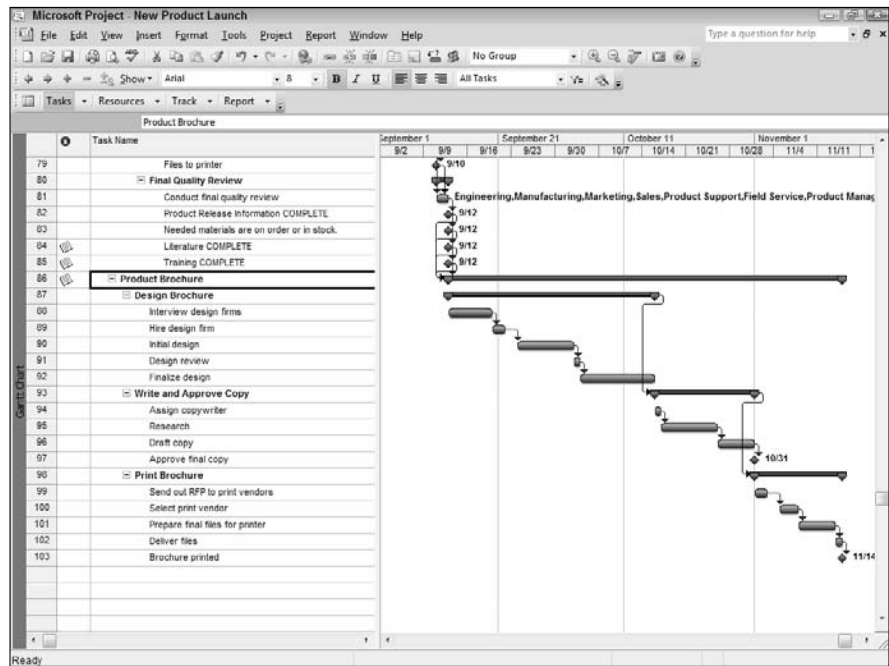 Microsoft Project - New Product Launch
File Edit View Insert Format Tools Project Report Window Help
Type a question for help
No Group
Show Arial 8 B I U All Tasks
Tasks Resources Track Report
Product Brochure
Task Name
September 1 September 21 October 11 November 1
9/2 9/9 9/16 9/23 9/30 10/7 10/14 10/21 10/28 11/4 11/11 1
79 Files to printer 9/10
80 Final Quality Review
81 Conduct final quality review Engineering,Manufacturing,Marketing,Sales,Product Support,Field Service,Product Manag
82 Product Release Information COMPLETE 9/12
83 Needed materials are on order or in stock. 9/12
84 Literature COMPLETE 9/12
85 Training COMPLETE 9/12
86 Product Brochure
87 Design Brochure
88 Interview design firms
89 Hire design firm
90 Initial design
91 Design review
92 Finalize design
93 Write and Approve Copy
94 Assign copywriter
95 Research
96 Draft copy
97 Approve final copy 10/31
98 Print Brochure
99 Send out RFP to print vendors
100 Select print vendor
101 Prepare final files for printer
102 Deliver files
103 Brochure printed 11/14
Gantt Chart
Ready